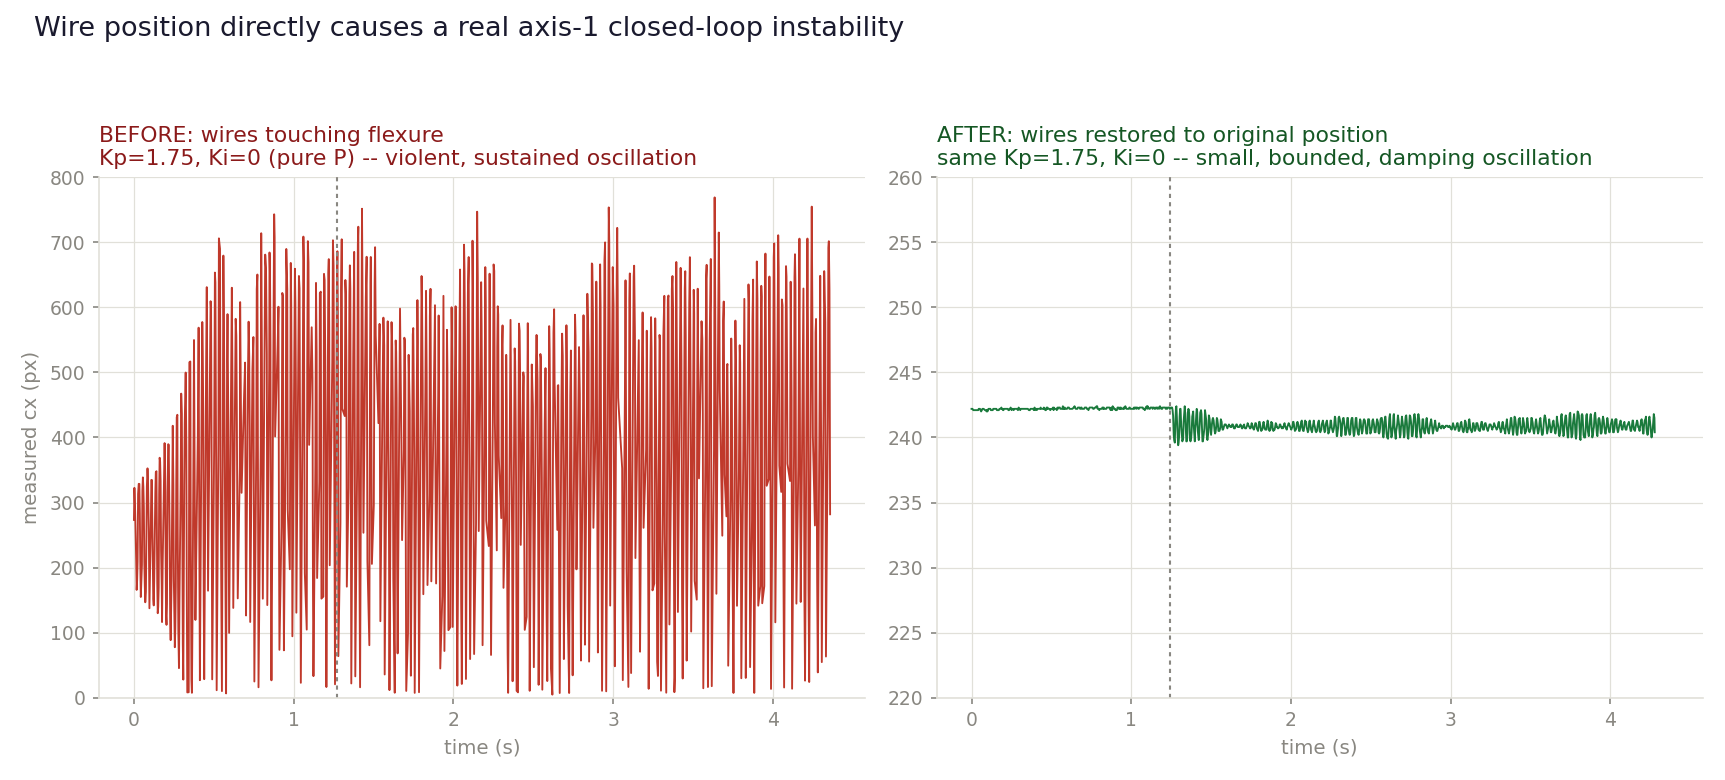 Wire position directly causes a real axis-1 closed-loop instability
BEFORE: wires touching flexure
Kp=1.75, Ki=0 (pure P) -- violent, sustained oscillation
800
700
600
500
400
300
200
100
0
measured cx (px)
0 1 2 3 4
time (s)
AFTER: wires restored to original position
same Kp=1.75, Ki=0 -- small, bounded, damping oscillation
260
255
250
245
240
235
230
225
220
0 1 2 3 4
time (s)